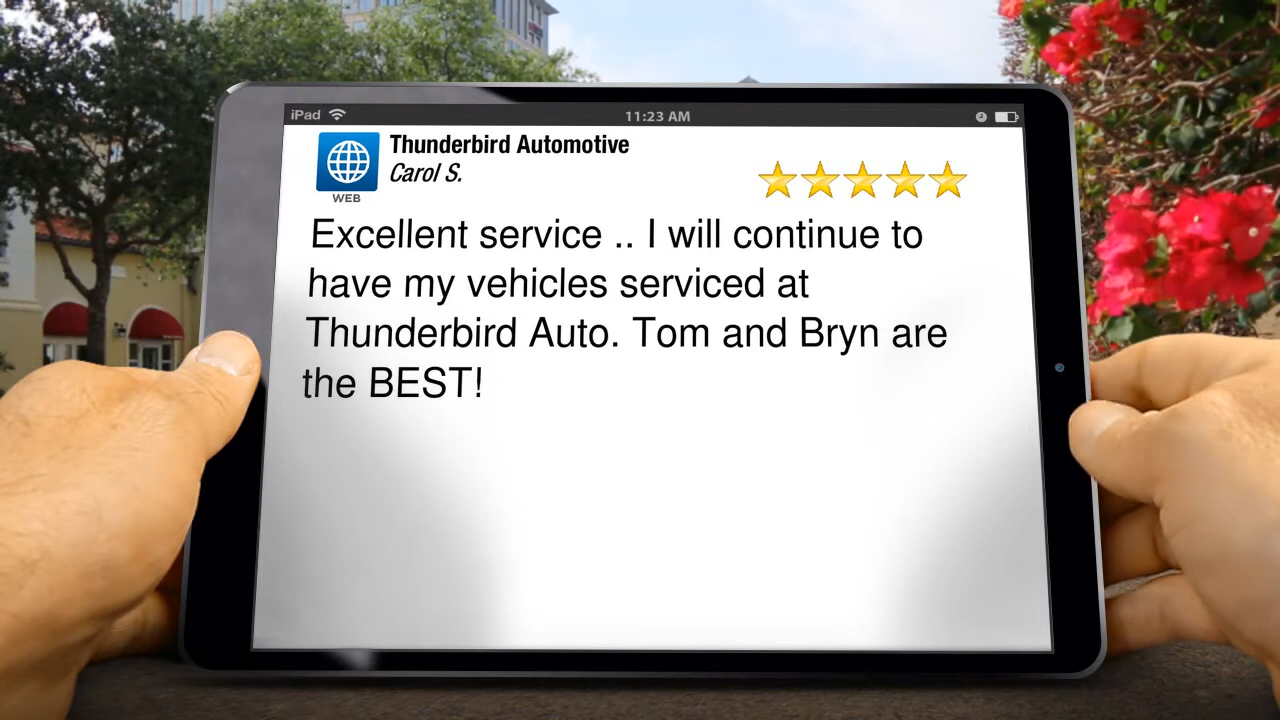 iPad 11:23 AM
Thunderbird Automotive
Carol S.
WEB
Excellent service .. I will continue to
have my vehicles serviced at
Thunderbird Auto. Tom and Bryn are
the BEST!